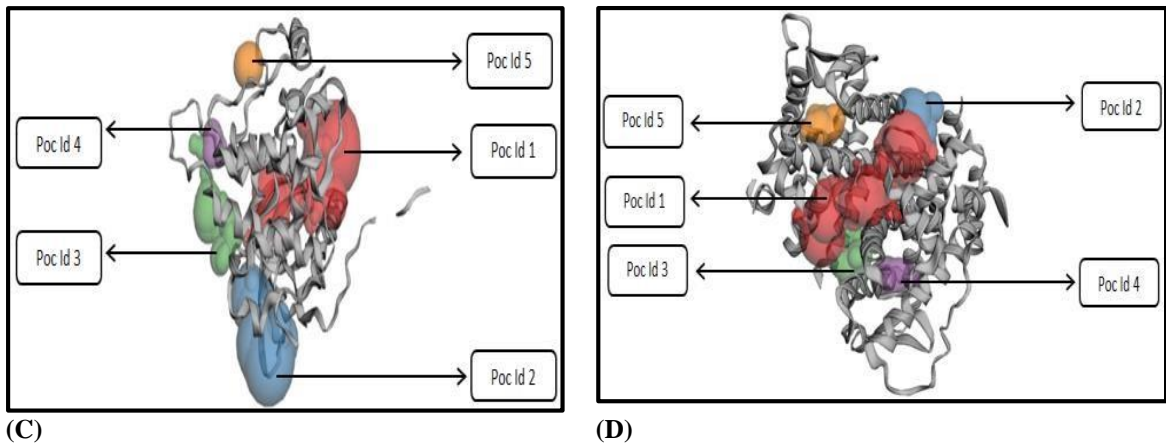 Poc Id 5
Poc Id 4
Poc Id 1
Poc Id 3
Poc Id 2
(C)
Poc Id 2
Poc Id 5
Poc Id 1
Poc Id 3
Poc Id 4
(D)